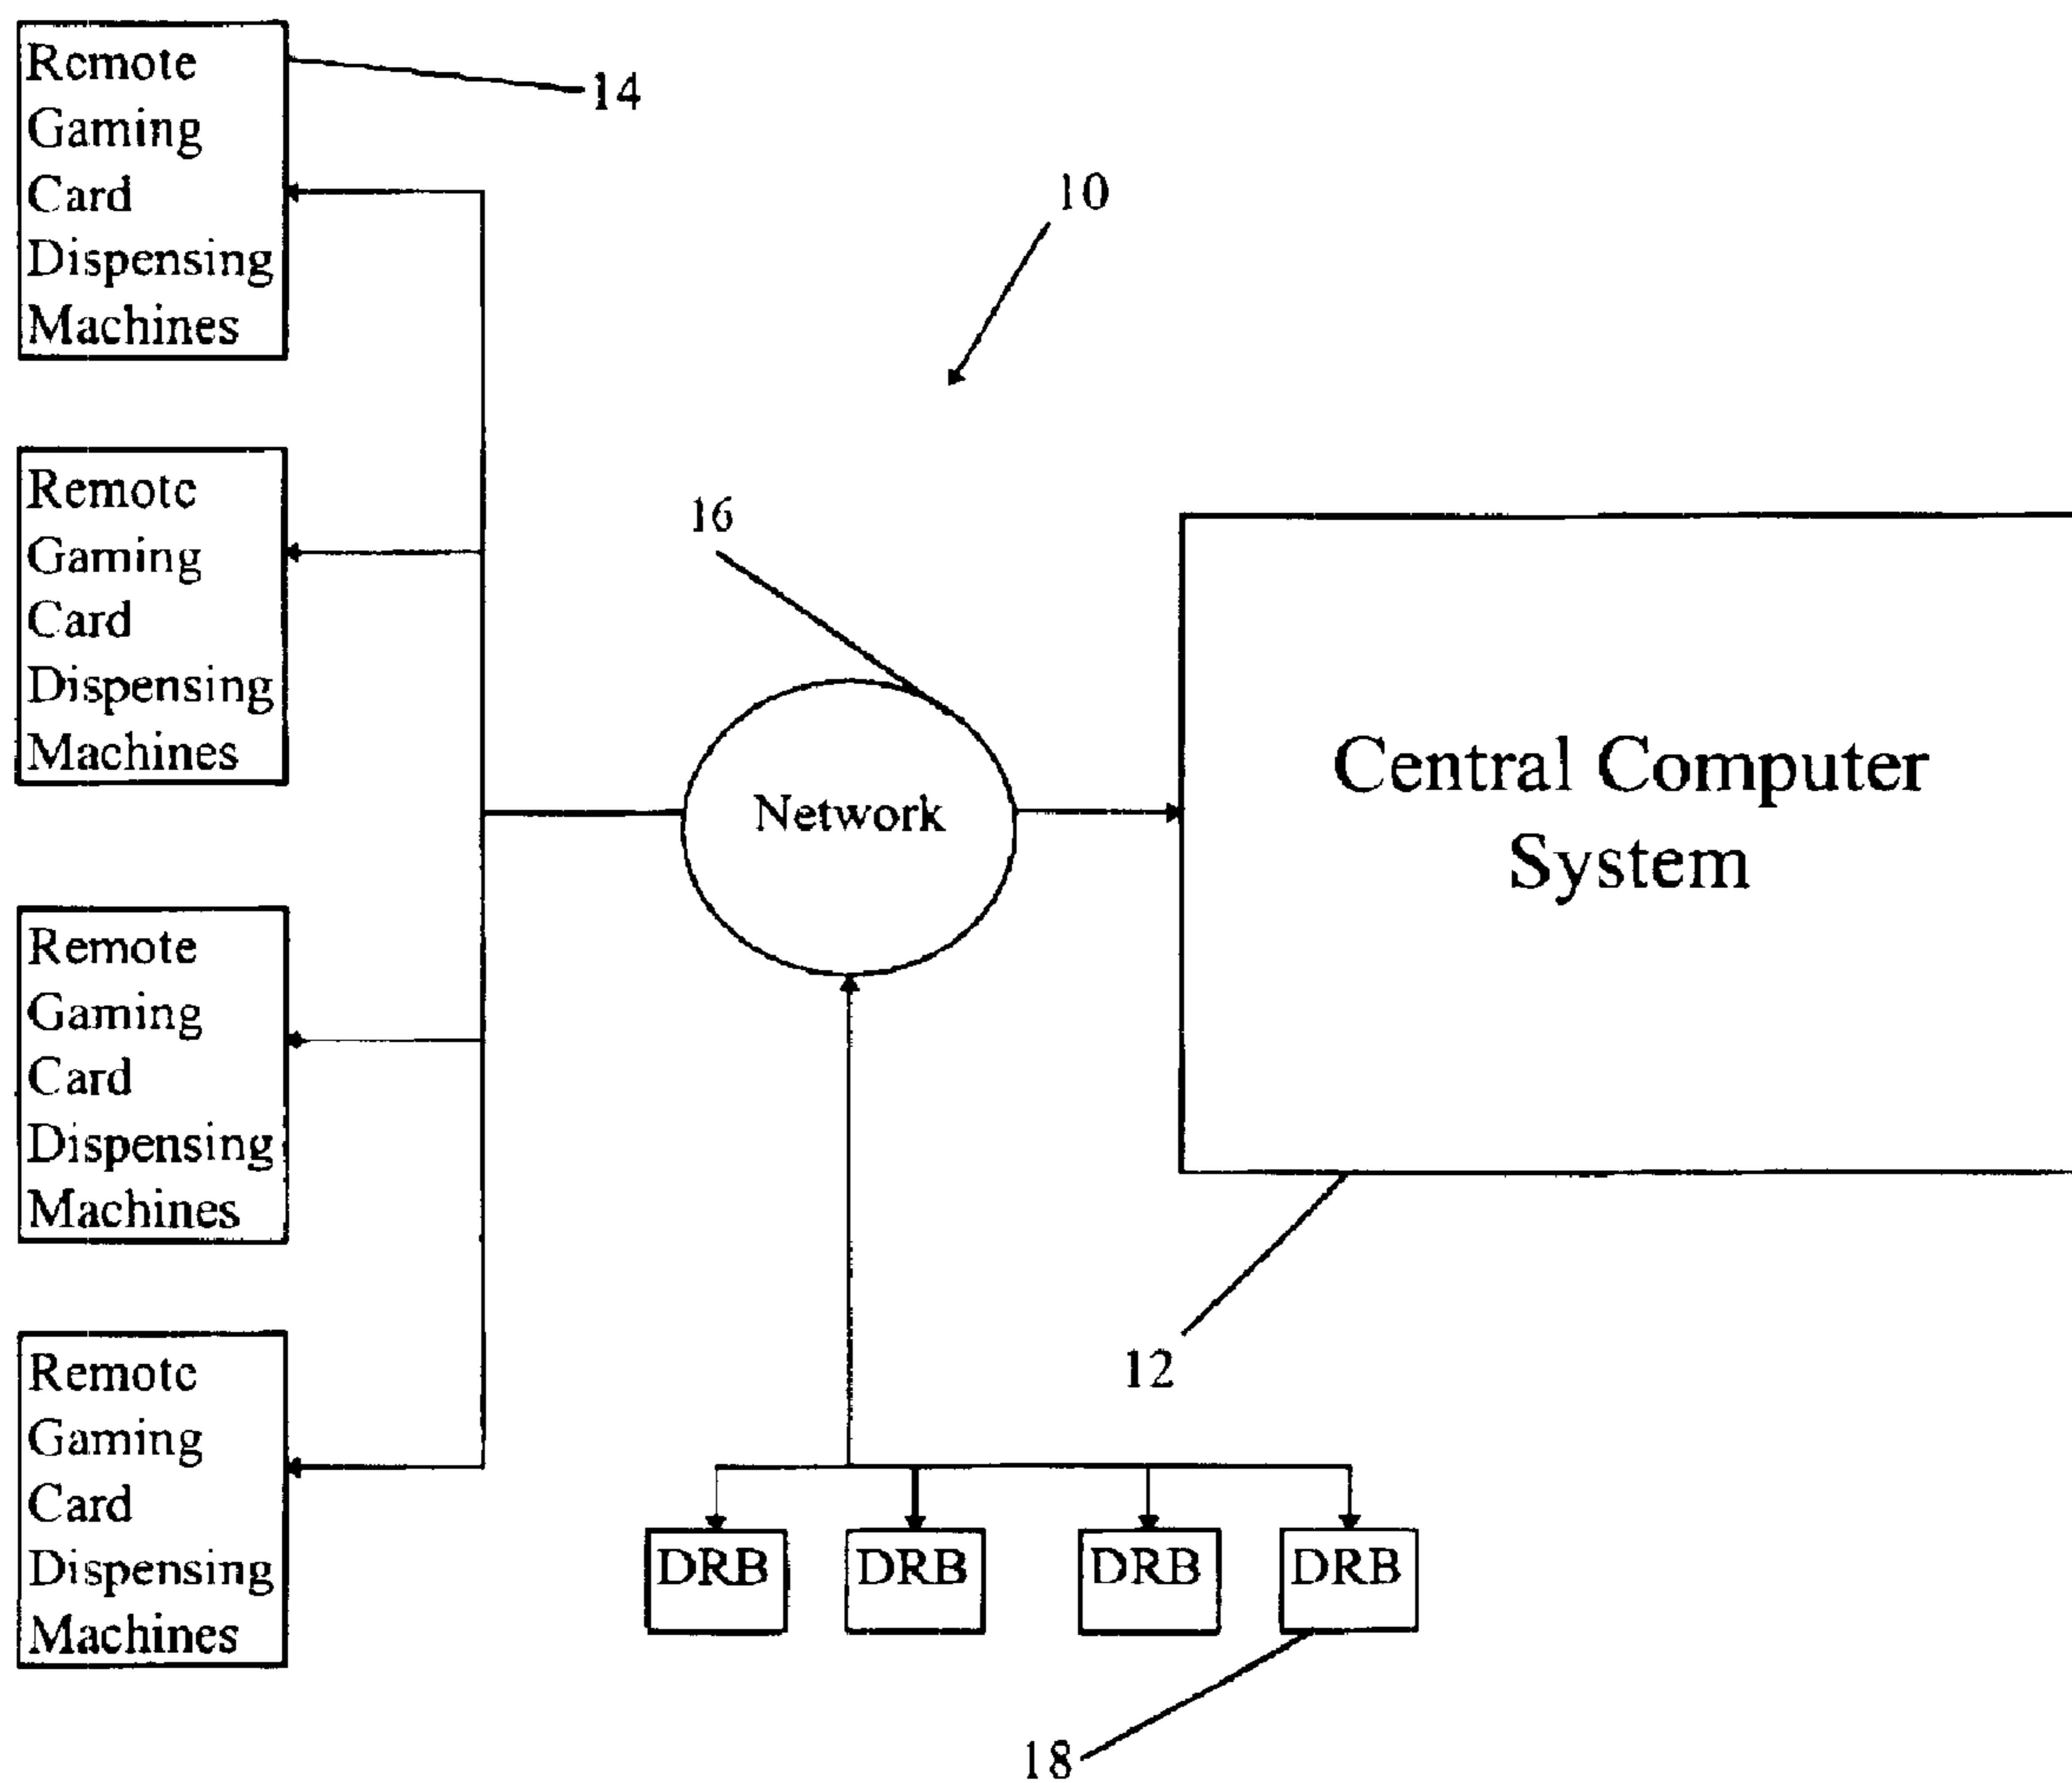 Remote
Gaming
Card
Dispensing
Machines
14
10
Remote
Gaming
Card
Dispensing
Machines
16
Network
Central Computer
System
Remote
Gaming
Card
Dispensing
Machines
12
Remote
Gaming
Card
Dispensing
Machines
DRB DRB DRB DRB
18